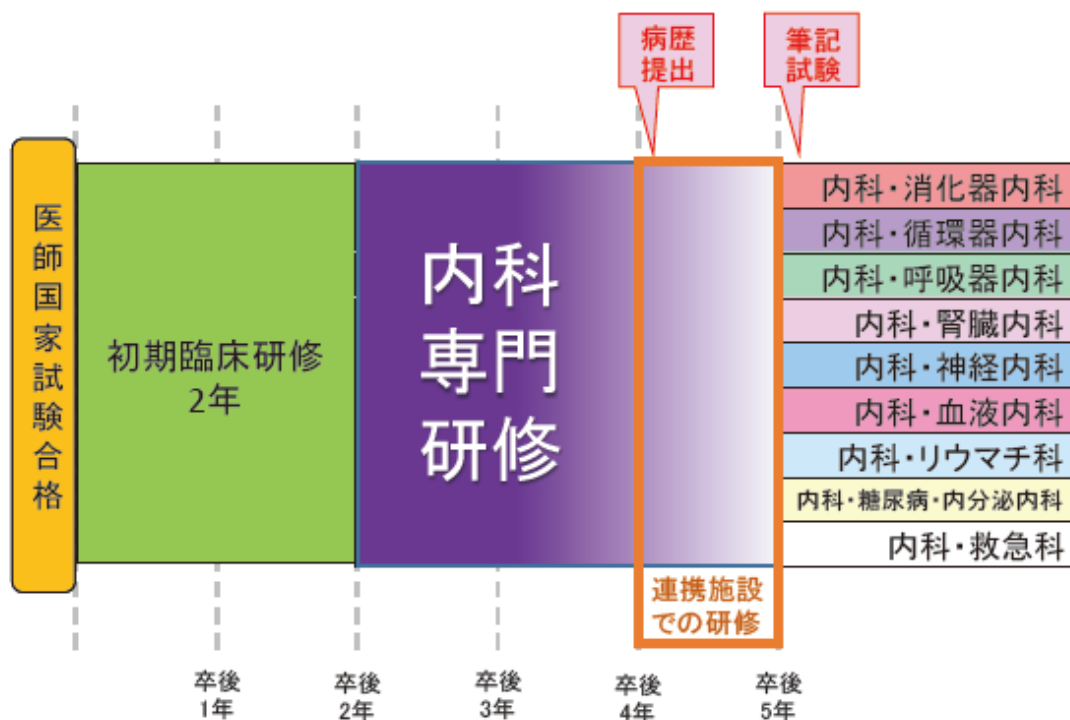 病歴
提出
筆記
試験
医師国家試験合格
初期臨床研修
2年
内科
専門
研修
内科・消化器内科
内科・循環器内科
内科・呼吸器内科
内科・腎臓内科
内科・神経内科
内科・血液内科
内科・リウマチ科
内科・糖尿病・内分泌内科
内科・救急科
連携施設
での研修
卒後
1年
卒後
2年
卒後
3年
卒後
4年
卒後
5年